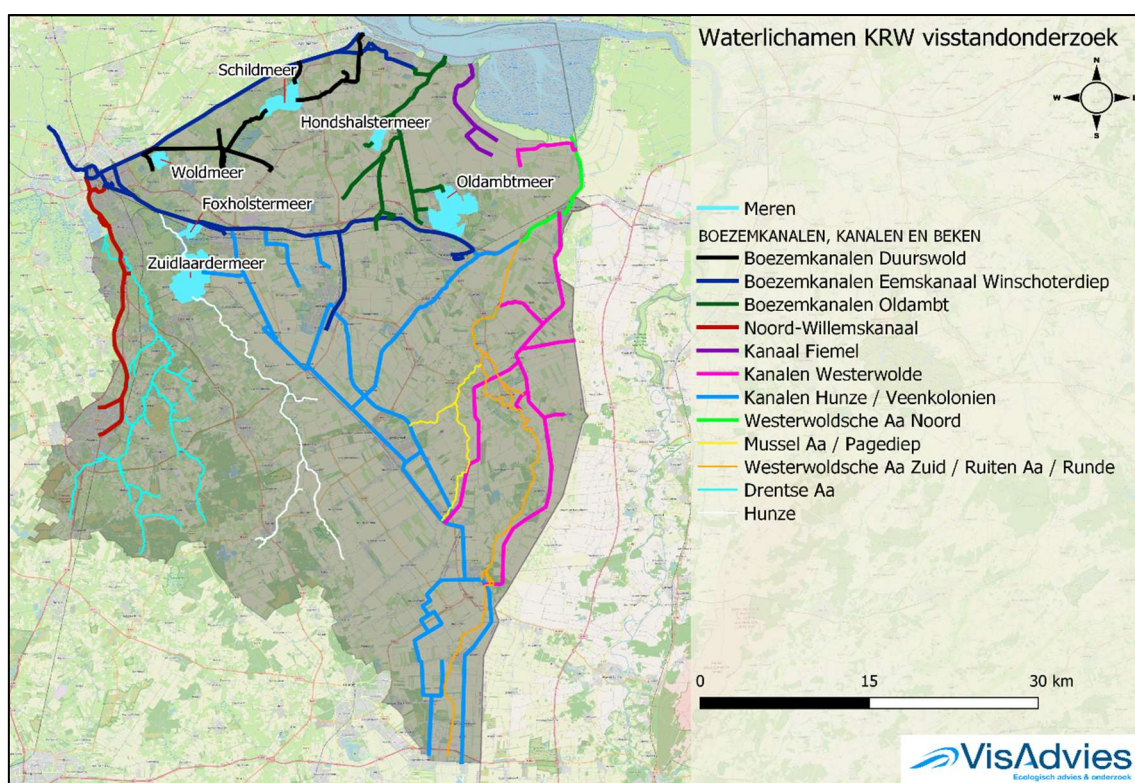 Waterlichamen KRW visstandonderzoek
N
W
E
S
Schildmeer
Hondshalstermeer
Woldmeer
Oldambtmeer
Foxholstermeer
Zuidlaardermeer
Meren
BOEZEMKANALEN, KANALEN EN BEKEN
Boezemkanalen Duurswold
Boezemkanalen Eemskanaal Winschoterdiep
Boezemkanalen Oldambt
Noord-Willemskanaal
Kanaal Fiemel
Kanalen Westerwolde
Kanalen Hunze / Veenkolonien
Westerwoldsche Aa Noord
Mussel Aa / Pagediep
Westerwoldsche Aa Zuid / Ruiten Aa / Runde
Drentse Aa
Hunze
0 15 30 km
VisAdvies
Ecologisch advies & onderzoek